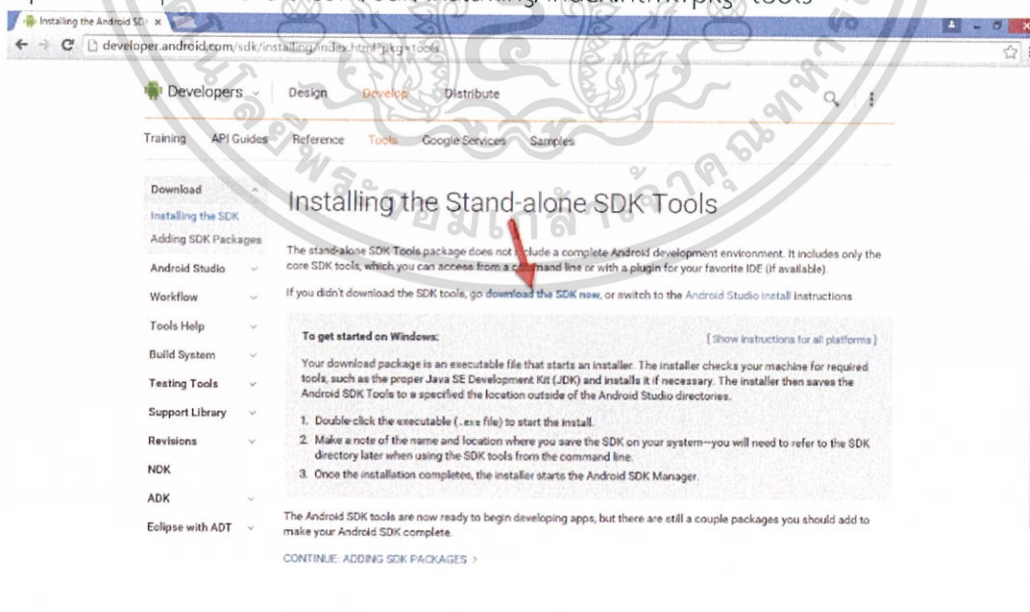 Installing the Android SD
developer.android.com/sdk/installing/index.html?pkg=tools
Developers
Design
Develop
Distribute
Training
API Guides
Reference
Tools
Google Services
Samples
Download
Installing the SDK
Adding SDK Packages
Android Studio
Workflow
Tools Help
Build System
Testing Tools
Support Library
Revisions
NDK
ADK
Eclipse with ADT
Installing the Stand-alone SDK Tools
The stand-alone SDK Tools package does not include a complete Android development environment. It includes only the
core SDK tools, which you can access from a command line or with a plugin for your favorite IDE (if available).
If you didn't download the SDK tools, go download the SDK now, or switch to the Android Studio install instructions
To get started on Windows:
[ Show instructions for all platforms ]
Your download package is an executable file that starts an installer. The installer checks your machine for required
tools, such as the proper Java SE Development Kit (JDK) and installs it if necessary. The installer then saves the
Android SDK Tools to a specified the location outside of the Android Studio directories.
1. Double-click the executable (.exe file) to start the install.
2. Make a note of the name and location where you save the SDK on your system—you will need to refer to the SDK
directory later when using the SDK tools from the command line.
3. Once the installation completes, the installer starts the Android SDK Manager.
The Android SDK tools are now ready to begin developing apps, but there are still a couple packages you should add to
make your Android SDK complete.
CONTINUE: ADDING SDK PACKAGES >